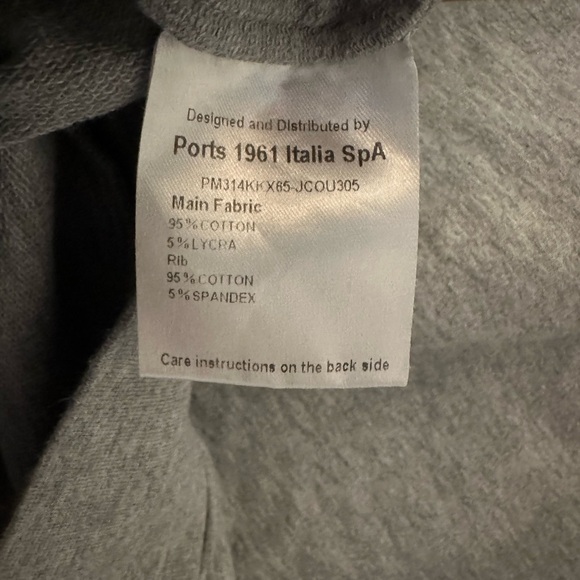 Designed and Distributed by
Ports 1961 Italia SpA
PM314KKX65-JCOU305
Main Fabric
95%COTTON
5%LYCRA
Rib
95%COTTON
5%SPANDEX
Care instructions on the back side